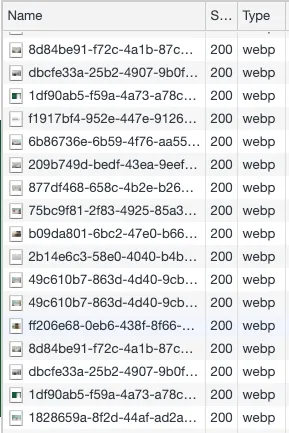 Name S... Type
8d84be91-f72c-4a1b-87c... 200 webp
dbcfe33a-25b2-4907-9b0f... 200 webp
1df90ab5-f59a-4a73-a78c... 200 webp
f1917bf4-952e-447e-9126... 200 webp
6b86736e-6b59-4f76-aa55... 200 webp
209b749d-bedf-43ea-9eef... 200 webp
877df468-658c-4b2e-b26... 200 webp
75bc9f81-2f83-4925-85a3... 200 webp
b09da801-6bc2-47e0-b66... 200 webp
2b14e6c3-58e0-4040-b4b... 200 webp
49c610b7-863d-4d40-9cb... 200 webp
49c610b7-863d-4d40-9cb... 200 webp
ff206e68-0eb6-438f-8f66-... 200 webp
8d84be91-f72c-4a1b-87c... 200 webp
dbcfe33a-25b2-4907-9b0f... 200 webp
1df90ab5-f59a-4a73-a78c... 200 webp
1828659a-8f2d-44af-ad2a... 200 webp